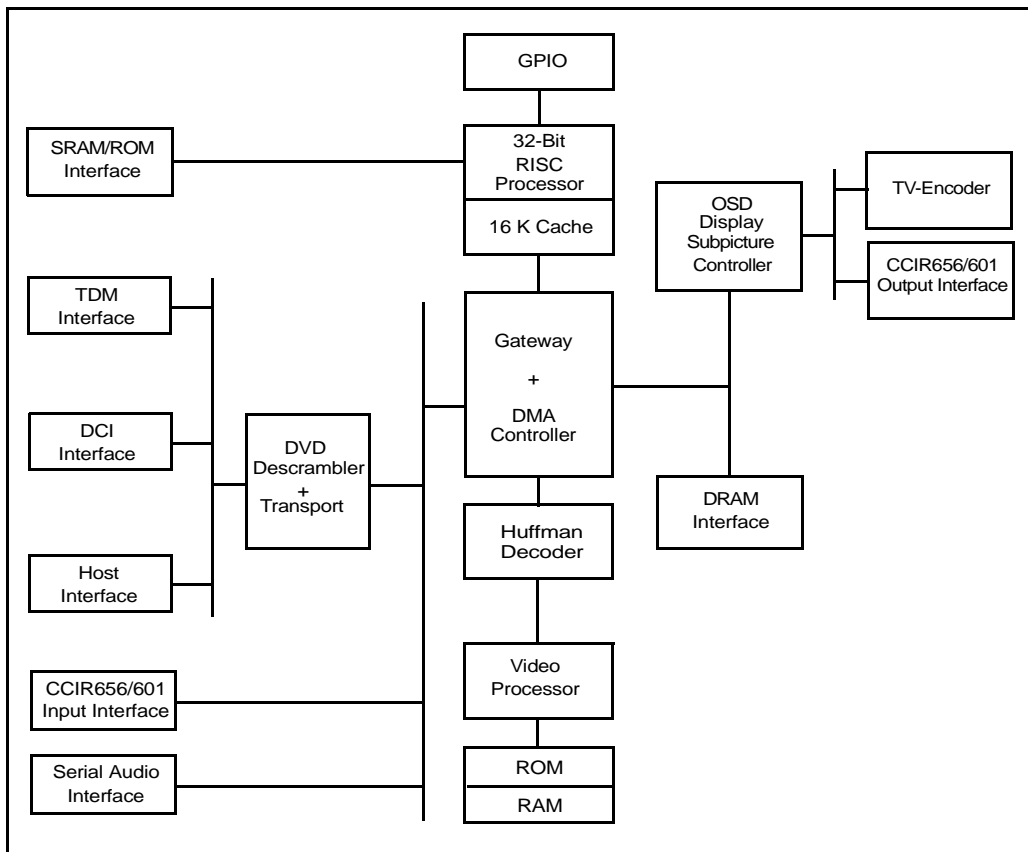 GPIO
SRAM/ROM
Interface
32-Bit
RISC
Processor
16 K Cache
OSD
Display
Subpicture
Controller
TV-Encoder
CCIR656/601
Output Interface
TDM
Interface
Gateway
+
DMA
Controller
DCI
Interface
DVD
Descrambler
+
Transport
DRAM
Interface
Huffman
Decoder
Host
Interface
Video
Processor
CCIR656/601
Input Interface
Serial Audio
Interface
ROM
RAM